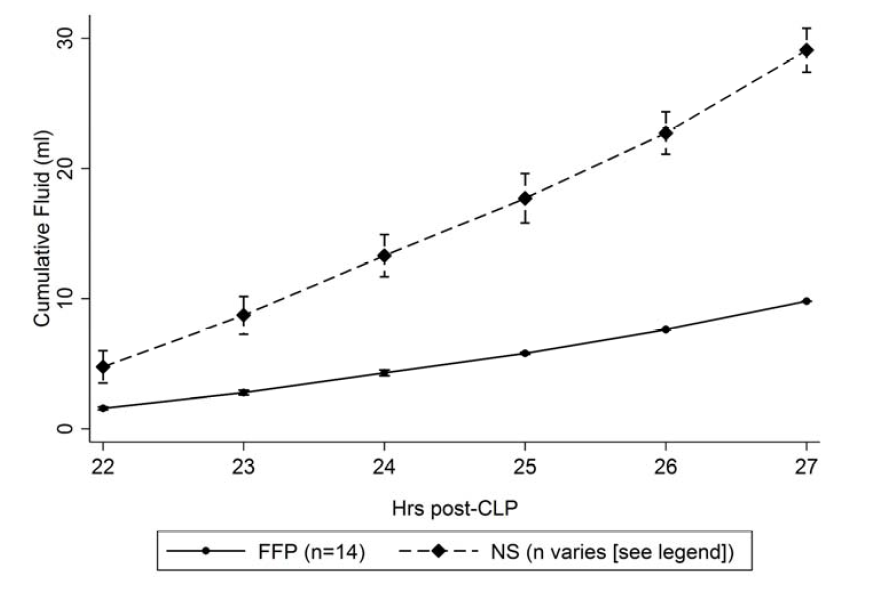 Cumulative Fluid (ml)
30
20
10
0
22 23 24 25 26 27
Hrs post-CLP
FFP (n=14) NS (n varies [see legend])